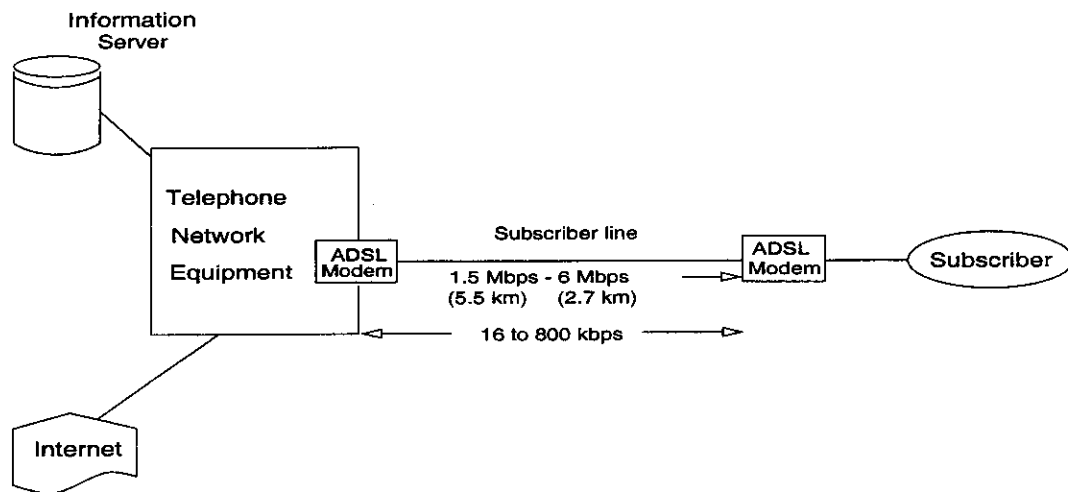 Information
Server
Telephone
Network
Equipment
ADSL
Modem
Subscriber line
1.5 Mbps - 6 Mbps
(5.5 km) (2.7 km)
16 to 800 kbps
ADSL
Modem
Subscriber
Internet